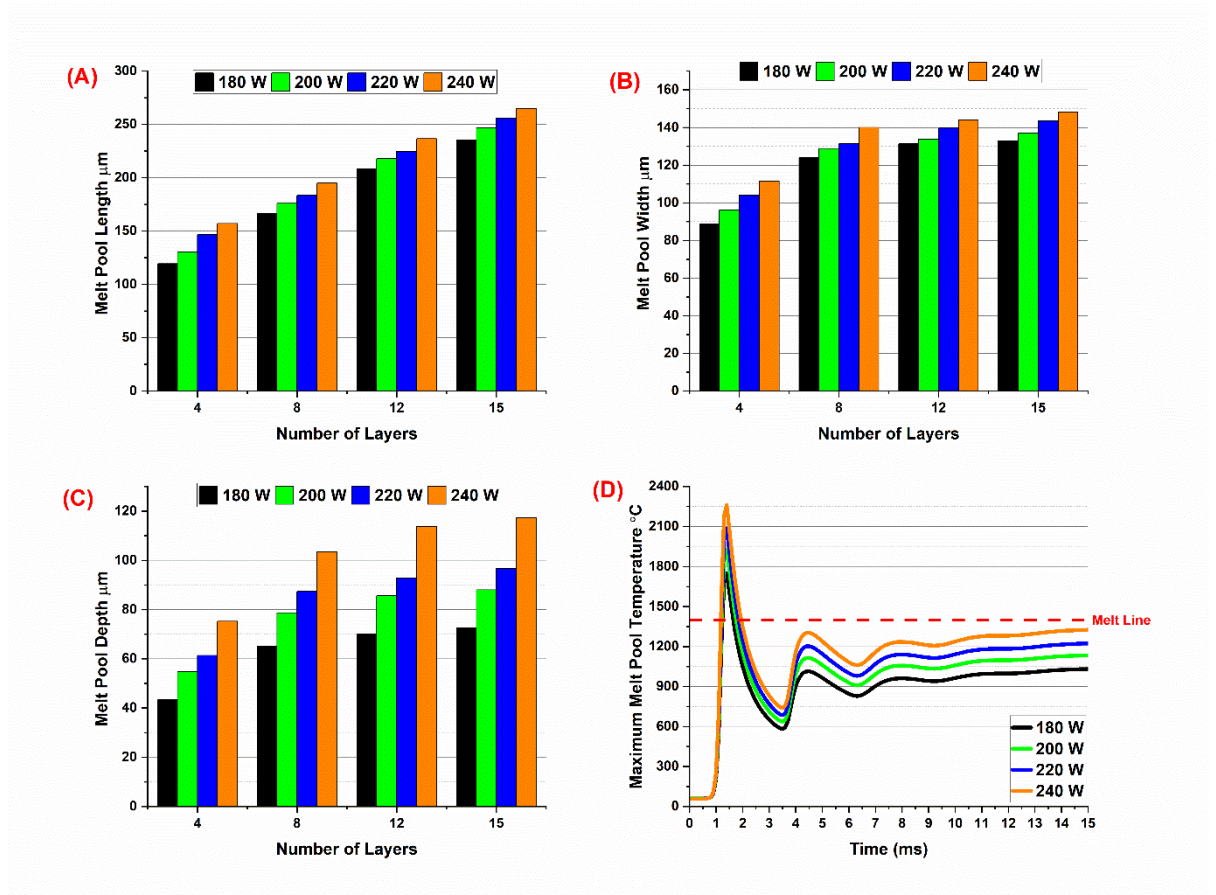 (A)
180 W 200 W 220 W 240 W
300
250
200
150
100
50
0
Melt Pool Length μm
4 8 12 15
Number of Layers
(B)
180 W 200 W 220 W 240 W
160
140
120
100
80
60
40
20
0
Melt Pool Width μm
4 8 12 15
Number of Layers
(C)
180 W 200 W 220 W 240 W
120
100
80
60
40
20
0
Melt Pool Depth μm
4 8 12 15
Number of Layers
(D)
2400
2100
1800
1500
1200
900
600
300
0
Maximum Melt Pool Temperature °C
Melt Line
180 W
200 W
220 W
240 W
0 1 2 3 4 5 6 7 8 9 10 11 12 13 14 15
Time (ms)